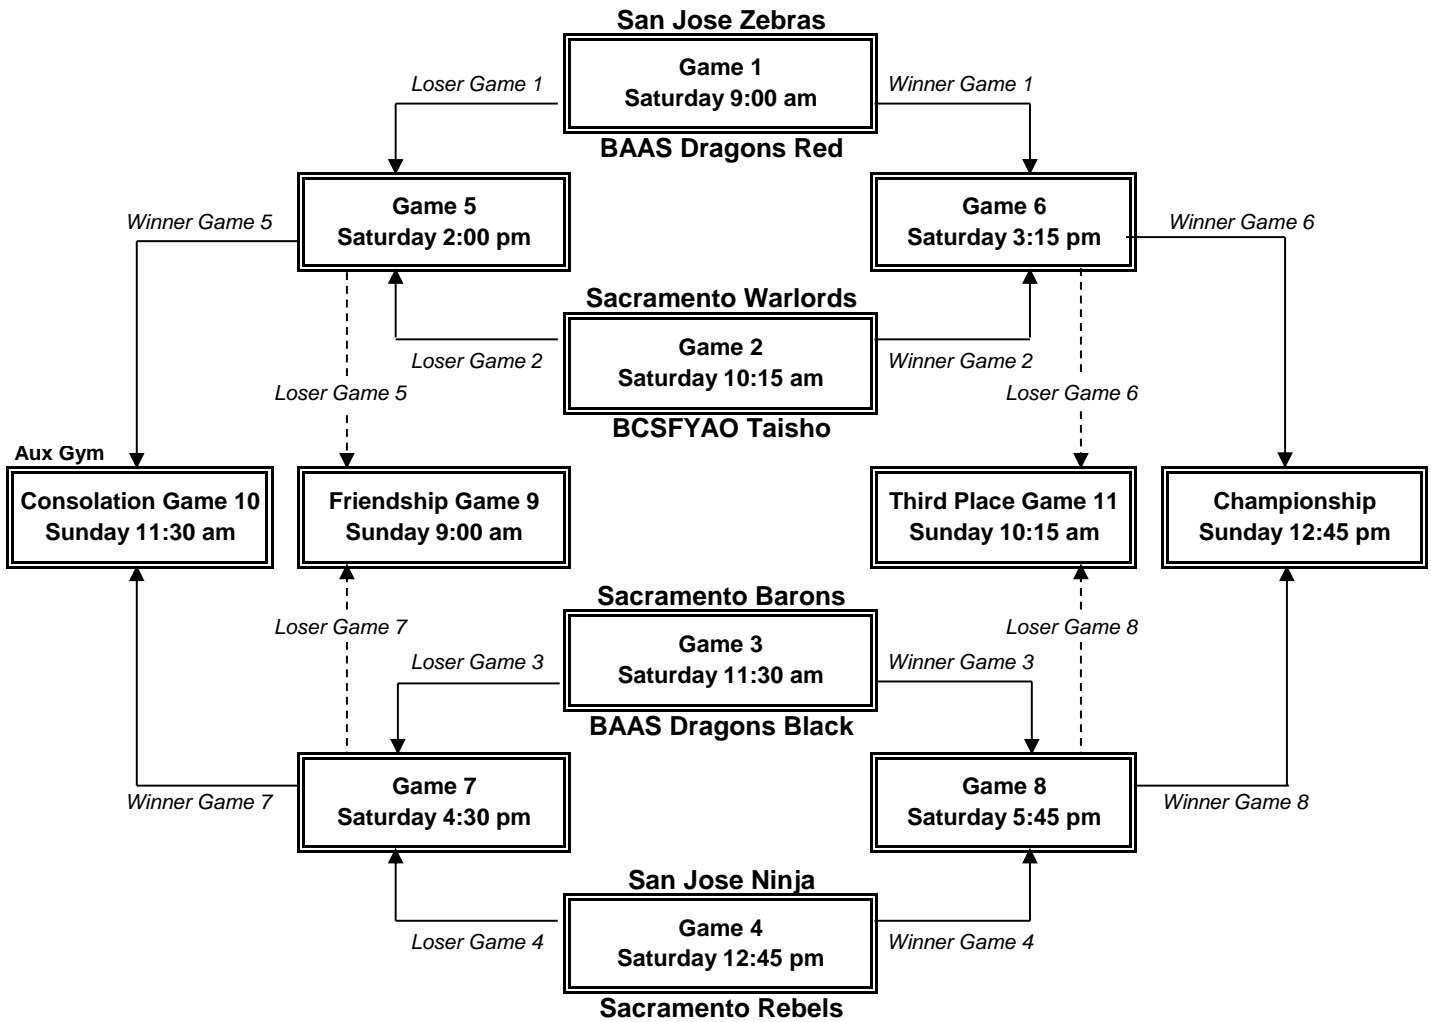 San Jose Zebras
Game 1
Saturday 9:00 am
Loser Game 1
Winner Game 1
BAAS Dragons Red
Game 5
Saturday 2:00 pm
Game 6
Saturday 3:15 pm
Winner Game 5
Winner Game 6
Sacramento Warlords
Game 2
Saturday 10:15 am
Loser Game 2
Winner Game 2
Loser Game 5
Loser Game 6
BCSFYAO Taisho
Aux Gym
Consolation Game 10
Sunday 11:30 am
Friendship Game 9
Sunday 9:00 am
Third Place Game 11
Sunday 10:15 am
Championship
Sunday 12:45 pm
Sacramento Barons
Loser Game 7
Loser Game 8
Game 3
Saturday 11:30 am
Loser Game 3
Winner Game 3
BAAS Dragons Black
Game 7
Saturday 4:30 pm
Game 8
Saturday 5:45 pm
Winner Game 7
Winner Game 8
San Jose Ninja
Game 4
Saturday 12:45 pm
Loser Game 4
Winner Game 4
Sacramento Rebels